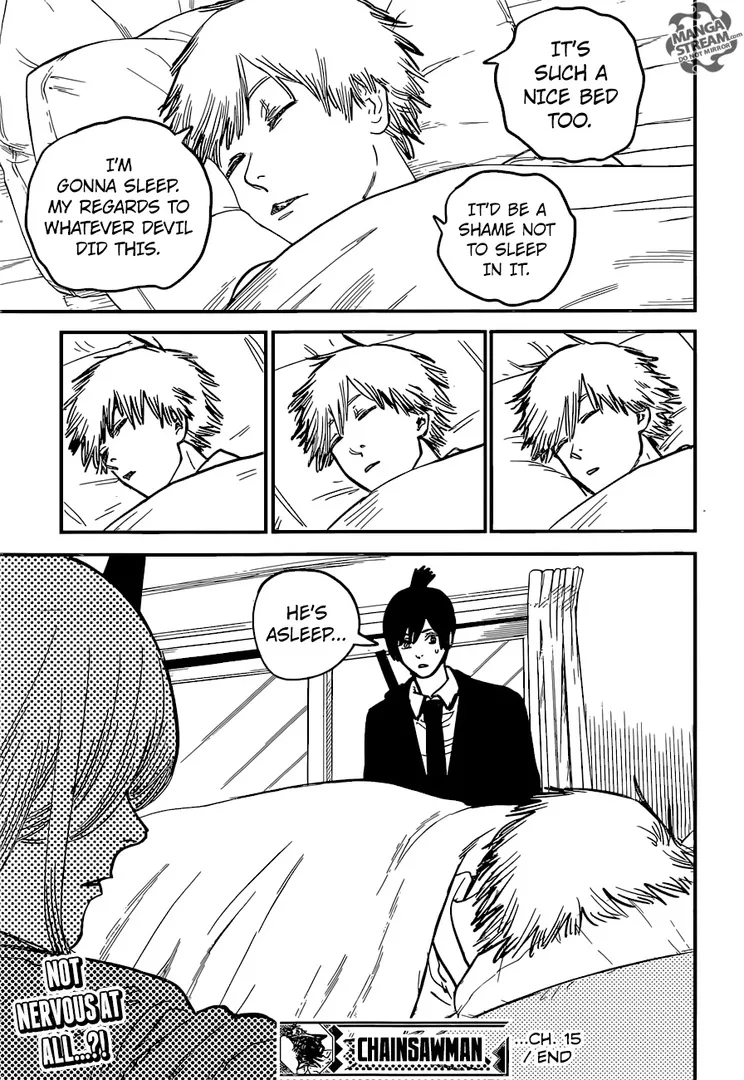 MANGA
STREAM.com
DO NOT MIRROR
IT'S
SUCH A
NICE BED
TOO.
I'M
GONNA SLEEP.
MY REGARDS TO
WHATEVER DEVIL
DID THIS.
IT'D BE A
SHAME NOT
TO SLEEP
IN IT.
HE'S
ASLEEP...
NOT
NERVOUS AT
ALL...?!
CHAINSAWMAN
...CH. 15
/ END